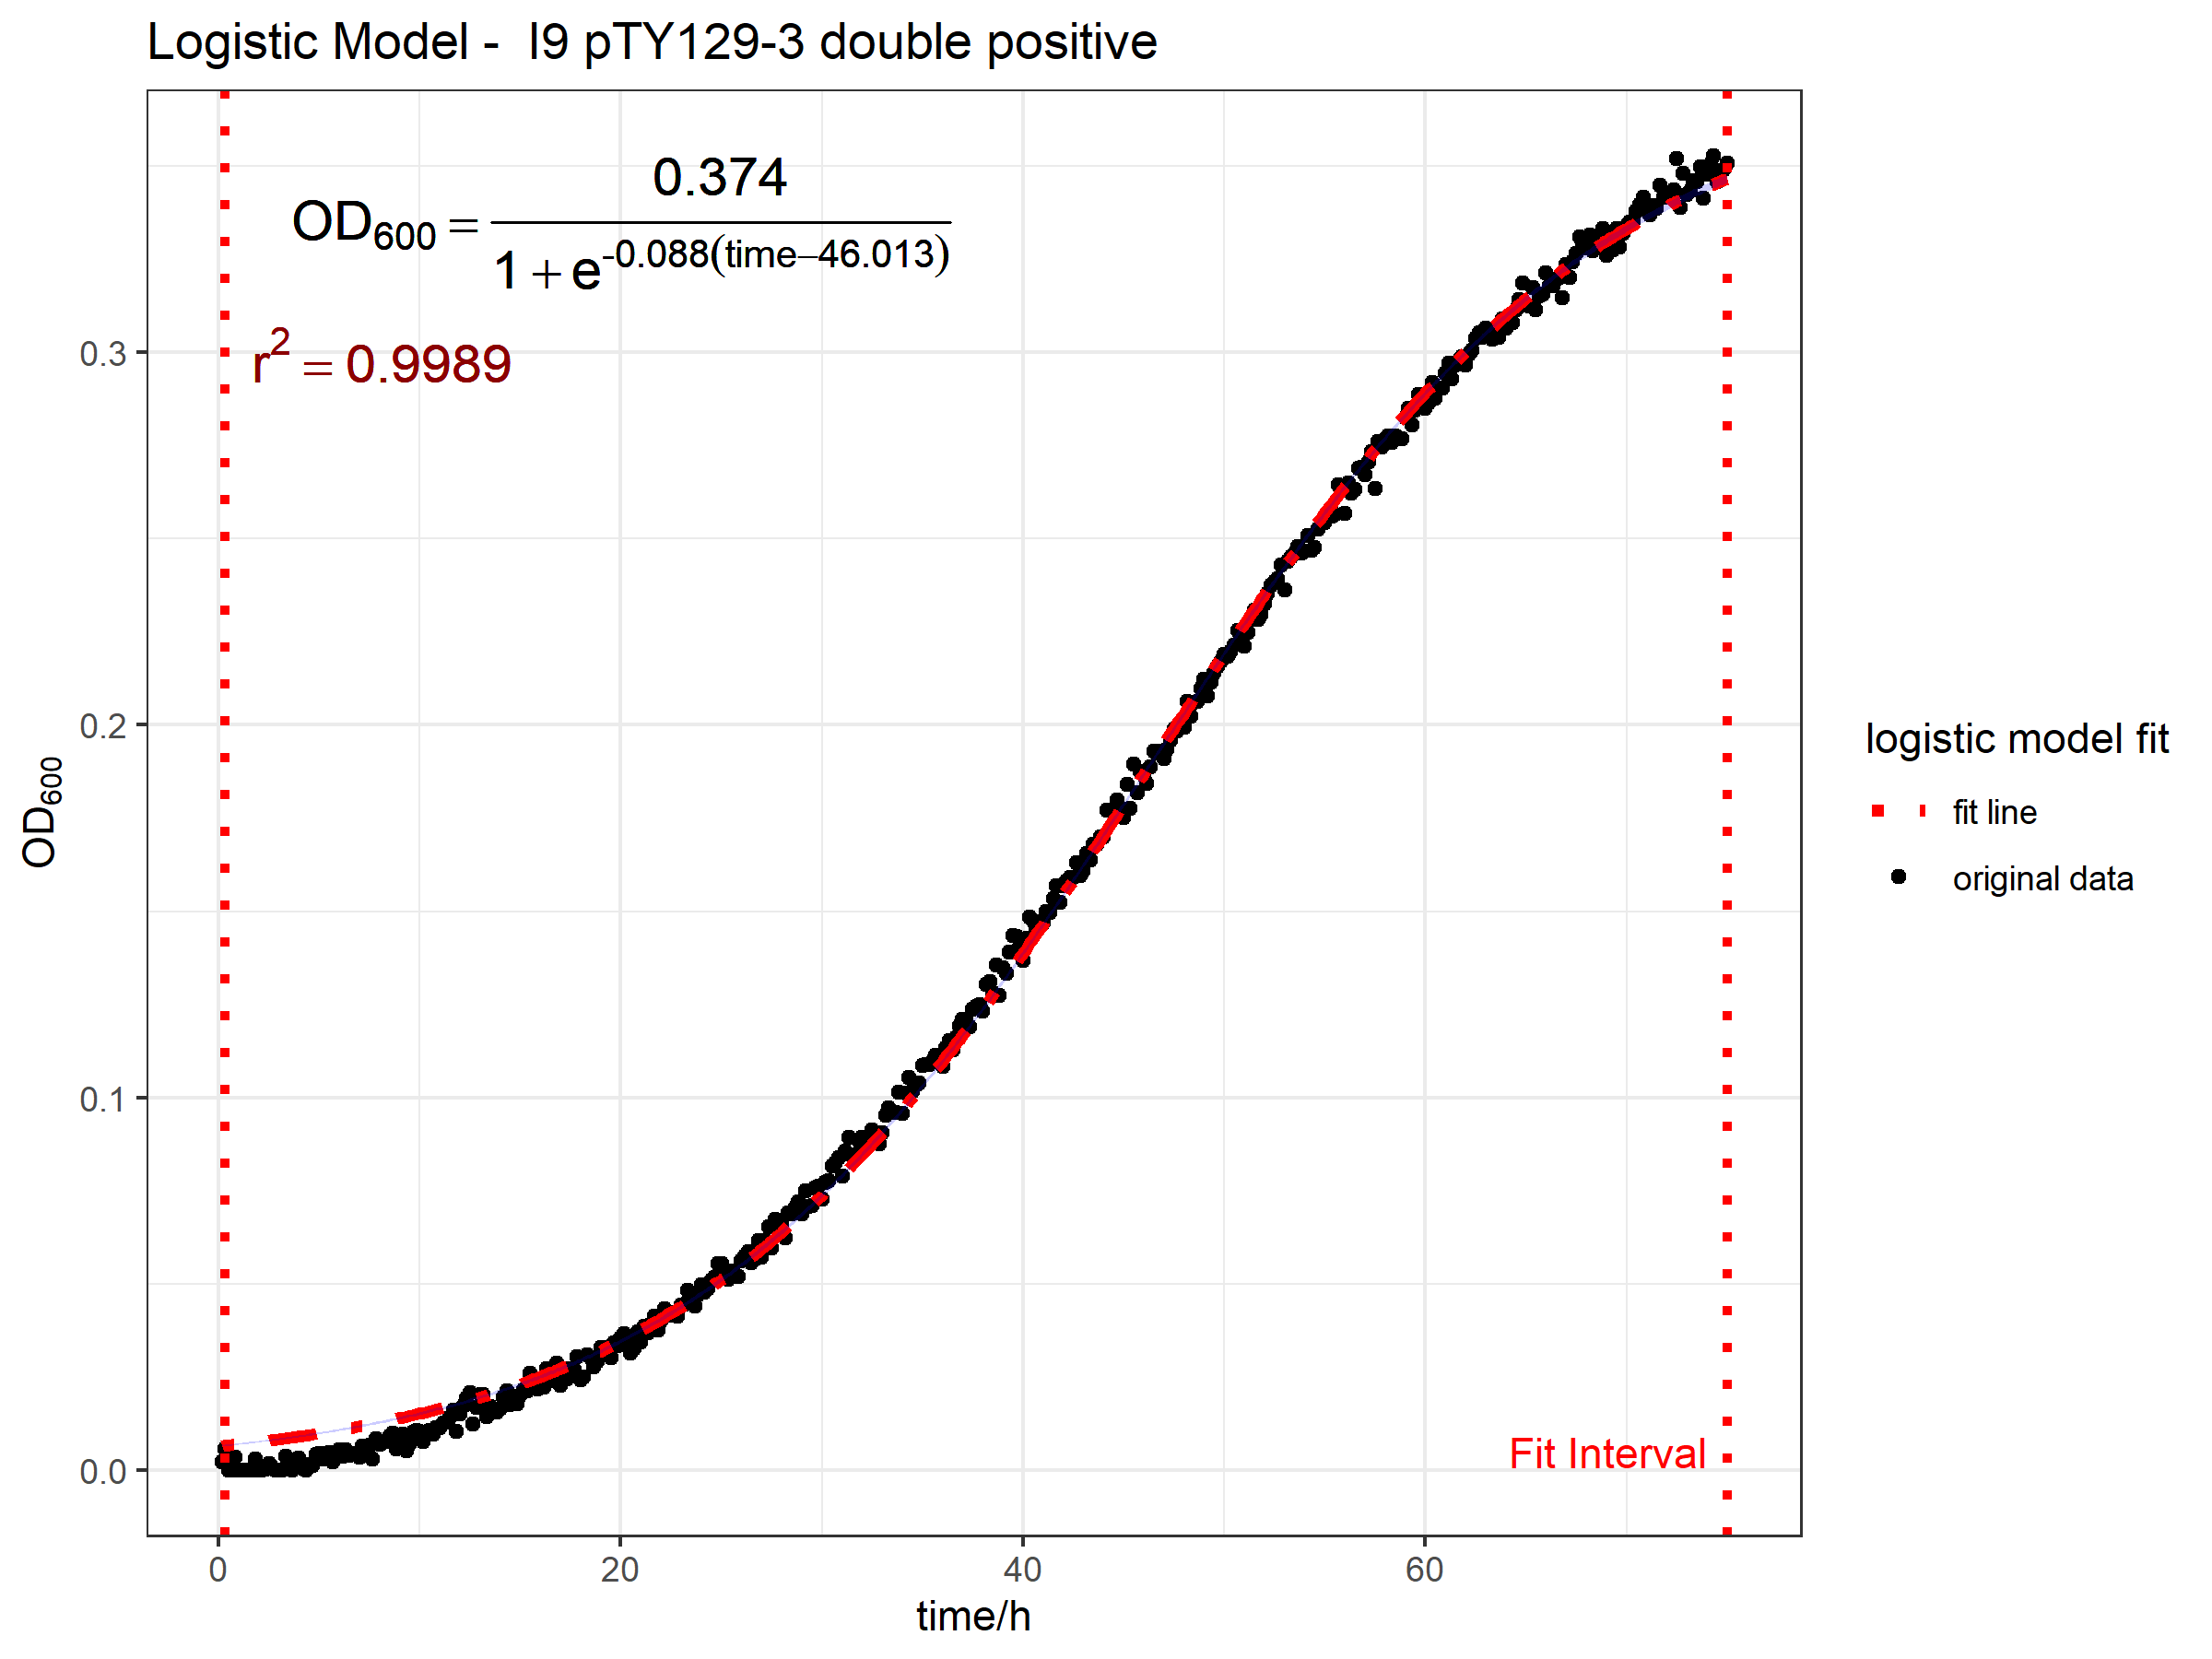 Logistic Model -  I9 pTY129-3 double positive
OD600 = 0.374 / 1 + e^-0.088(time−46.013)
r² = 0.9989
0.3
0.2
0.1
0.0
OD600
Fit Interval
0 20 40 60
time/h
logistic model fit
fit line
original data